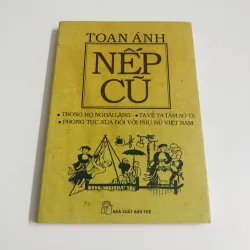 TOAN ÁNH
NẾP
CŨ
• TRONG HỌ NGOÀI LÀNG • TA VỀ TA TẮM AO TA
• PHONG TỤC XƯA ĐỐI VỚI PHỤ NỮ VIỆT NAM
NHÀ XUẤT BẢN TRẺ